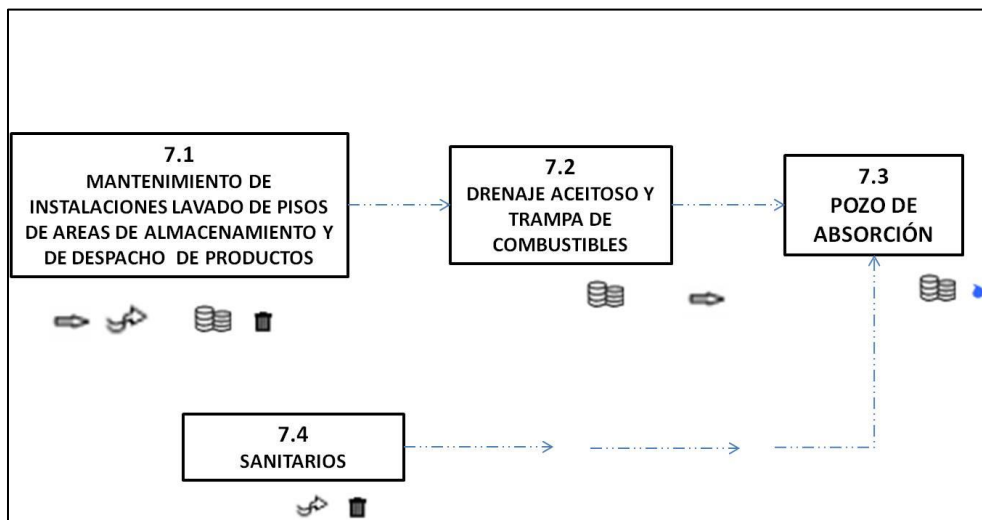 7.1
MANTENIMIENTO DE
INSTALACIONES LAVADO DE PISOS
DE AREAS DE ALMACENAMIENTO Y
DE DESPACHO DE PRODUCTOS
7.2
DRENAJE ACEITOSO Y
TRAMPA DE
COMBUSTIBLES
7.3
POZO DE
ABSORCIÓN
7.4
SANITARIOS